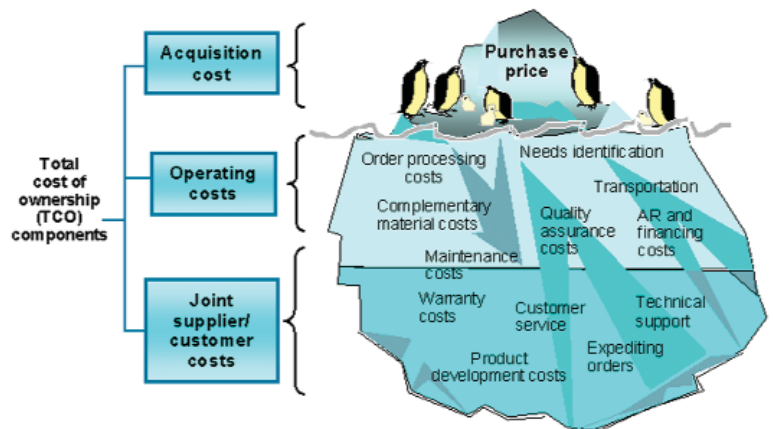 Total
cost of
ownership
(TCO)
components
Acquisition
cost
Operating
costs
Joint
supplier/
customer
costs
Purchase
price
Order processing
costs
Needs identification
Transportation
Complementary
material costs
Quality
assurance
costs
AR and
financing
costs
Maintenance
costs
Warranty
costs
Customer
service
Technical
support
Product
development costs
Expediting
orders